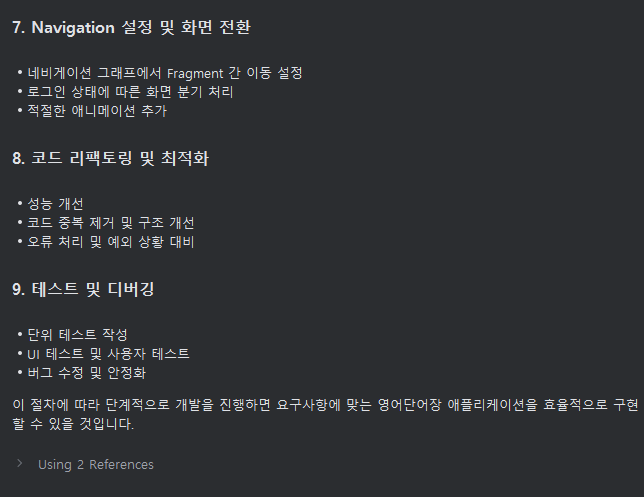 7. Navigation 설정 및 화면 전환
• 네비게이션 그래프에서 Fragment 간 이동 설정
• 로그인 상태에 따른 화면 분기 처리
• 적절한 애니메이션 추가
8. 코드 리팩토링 및 최적화
• 성능 개선
• 코드 중복 제거 및 구조 개선
• 오류 처리 및 예외 상황 대비
9. 테스트 및 디버깅
• 단위 테스트 작성
• UI 테스트 및 사용자 테스트
• 버그 수정 및 안정화
이 절차에 따라 단계적으로 개발을 진행하면 요구사항에 맞는 영어단어장 애플리케이션을 효율적으로 구현
할 수 있을 것입니다.
Using 2 References